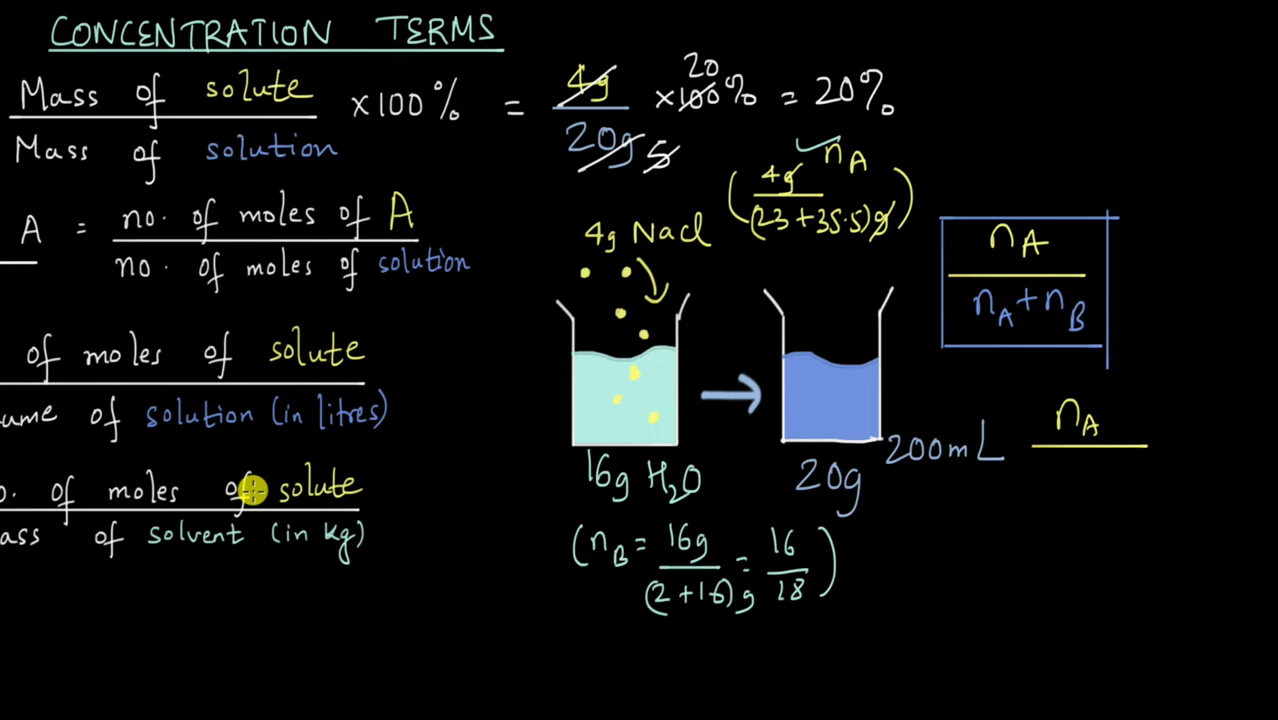 CONCENTRATION TERMS
Mass of solute
Mass of solution
×100% = 4g
20g 5
×100% 20 = 20%
A = no. of moles of A
no. of moles of solution
of moles of solute
ume of solution (in litres)
o. of moles of solute
ass of solvent (in kg)
nA
(4g
(23+35.5)g)
4g NaCl
16g H2O
20g
200mL
(nB = 16g
(2+16)g
= 16
18)
nA
nA+nB
nA